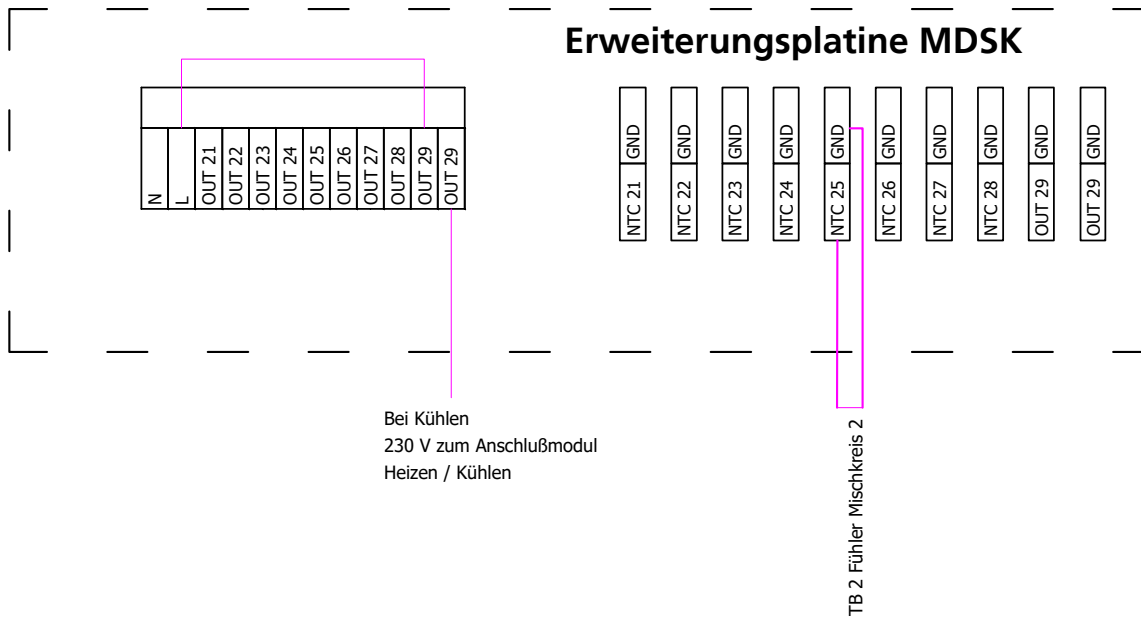 Erweiterungsplatine MDSK
N
L
OUT 21
OUT 22
OUT 23
OUT 24
OUT 25
OUT 26
OUT 27
OUT 28
OUT 29
OUT 29
NTC 21 GND
NTC 22 GND
NTC 23 GND
NTC 24 GND
NTC 25 GND
NTC 26 GND
NTC 27 GND
NTC 28 GND
OUT 29 GND
OUT 29 GND
Bei Kühlen
230 V zum Anschlußmodul
Heizen / Kühlen
TB 2 Fühler Mischkreis 2